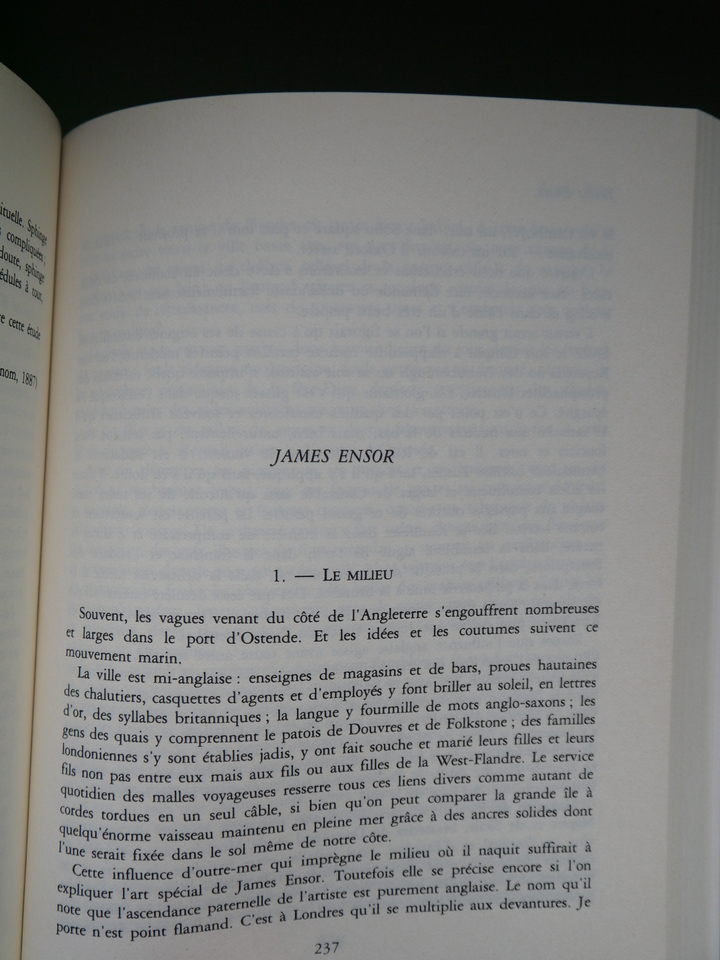 ituelle. Sphinge
compliquées ;
doute, sphinge
édules à tout,
e cette étude
nom, 1887)
JAMES ENSOR
1. — LE MILIEU
Souvent, les vagues venant du côté de l'Angleterre s'engouffrent nombreuses
et larges dans le port d'Ostende. Et les idées et les coutumes suivent ce
mouvement marin.
La ville est mi-anglaise : enseignes de magasins et de bars, proues hautaines
des chalutiers, casquettes d'agents et d'employés y font briller au soleil, en lettres
d'or, des syllabes britanniques ; la langue y fourmille de mots anglo-saxons ; les
gens des quais y comprennent le patois de Douvres et de Folkstone ; des familles
londoniennes s'y sont établies jadis, y ont fait souche et marié leurs filles et leurs
fils non pas entre eux mais aux fils ou aux filles de la West-Flandre. Le service
quotidien des malles voyageuses resserre tous ces liens divers comme autant de
cordes tordues en un seul câble, si bien qu'on peut comparer la grande île à
quelqu'énorme vaisseau maintenu en pleine mer grâce à des ancres solides dont
l'une serait fixée dans le sol même de notre côte.
Cette influence d'outre-mer qui imprègne le milieu où il naquit suffirait à
expliquer l'art spécial de James Ensor. Toutefois elle se précise encore si l'on
note que l'ascendance paternelle de l'artiste est purement anglaise. Le nom qu'il
porte n'est point flamand. C'est à Londres qu'il se multiplie aux devantures. Je
237